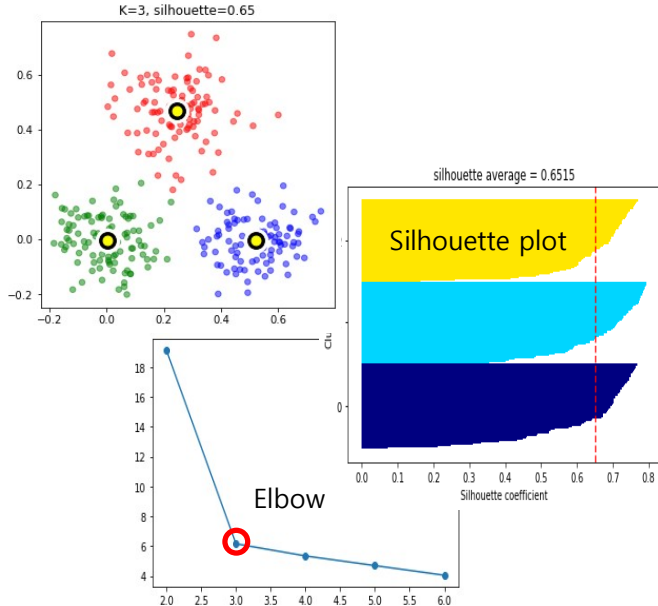 K=3, silhouette=0.65
0.6
0.4
0.2
0.0
−0.2
−0.2 0.0 0.2 0.4 0.6
silhouette average = 0.6515
Silhouette plot
0
0.0 0.1 0.2 0.3 0.4 0.5 0.6 0.7 0.8
Silhouette coefficient
18
16
14
12
10
8
6
4
Elbow
2.0 2.5 3.0 3.5 4.0 4.5 5.0 5.5 6.0